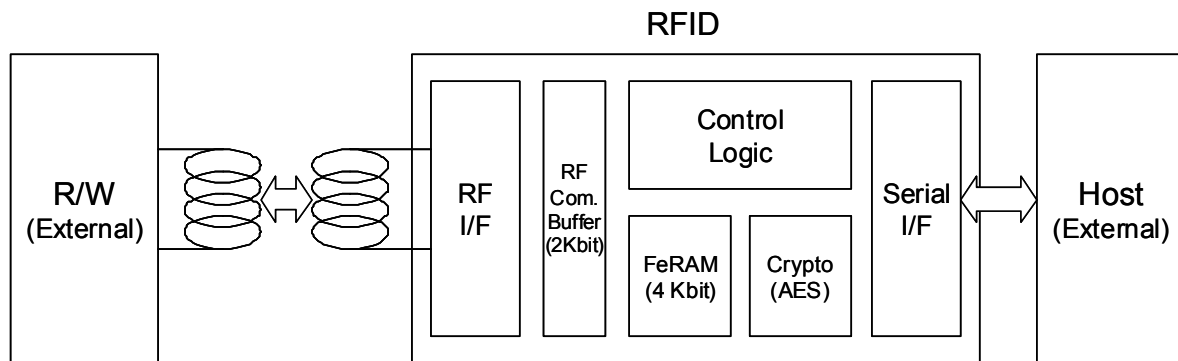 RFID
R/W
(External)
RF
I/F
RF
Com.
Buffer
(2Kbit)
Control
Logic
FeRAM
(4 Kbit)
Crypto
(AES)
Serial
I/F
Host
(External)